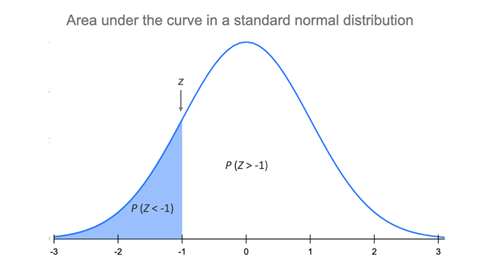 Area under the curve in a standard normal distribution
z
P (Z > -1)
P (Z < -1)
-3 -2 -1 0 1 2 3